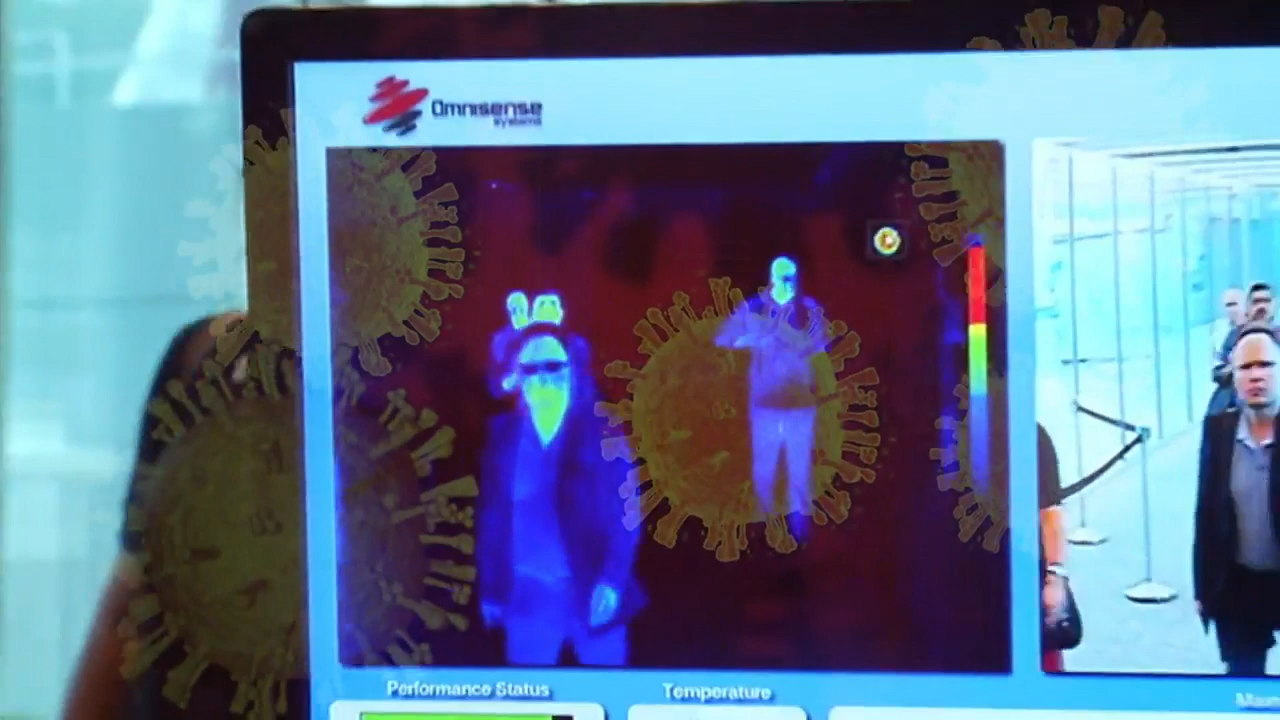 Omnisense
systems
Performance Status
Temperature